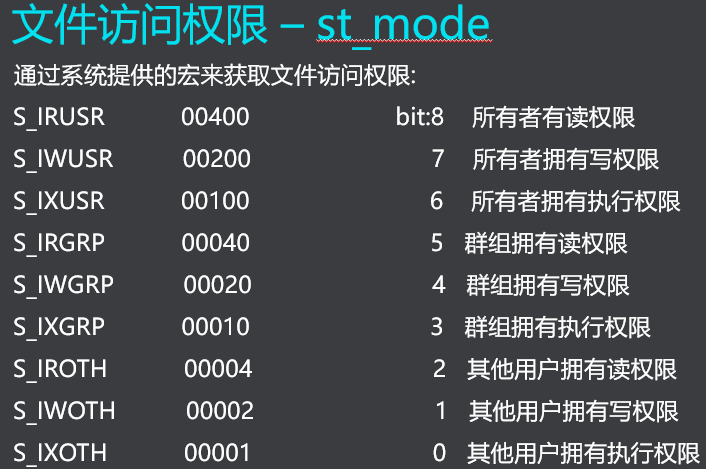 文件访问权限 – st_mode
通过系统提供的宏来获取文件访问权限:
S_IRUSR 00400 bit:8 所有者有读权限
S_IWUSR 00200 7 所有者拥有写权限
S_IXUSR 00100 6 所有者拥有执行权限
S_IRGRP 00040 5 群组拥有读权限
S_IWGRP 00020 4 群组拥有写权限
S_IXGRP 00010 3 群组拥有执行权限
S_IROTH 00004 2 其他用户拥有读权限
S_IWOTH 00002 1 其他用户拥有写权限
S_IXOTH 00001 0 其他用户拥有执行权限